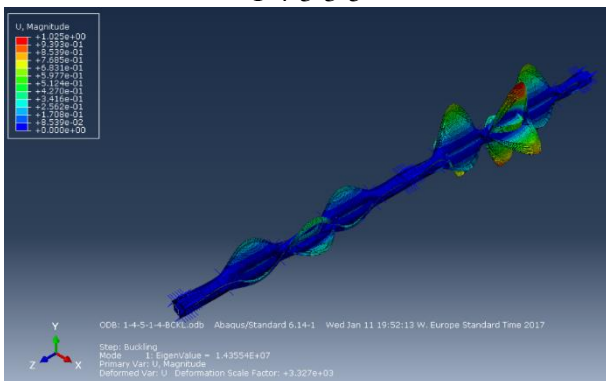 U, Magnitude
+1.025e+00
+9.393e-01
+8.539e-01
+7.685e-01
+6.831e-01
+5.977e-01
+5.124e-01
+4.270e-01
+3.416e-01
+2.562e-01
+1.708e-01
+8.539e-02
+0.000e+00
Y
Z
X
ODB: 1-4-5-1-4-BCKL.odb Abaqus/Standard 6.14-1 Wed Jan 11 19:52:13 W. Europe Standard Time 2017
Step: Buckling
Mode 1: EigenValue = 1.43554E+07
Primary Var: U, Magnitude
Deformed Var: U Deformation Scale Factor: +3.327e+03